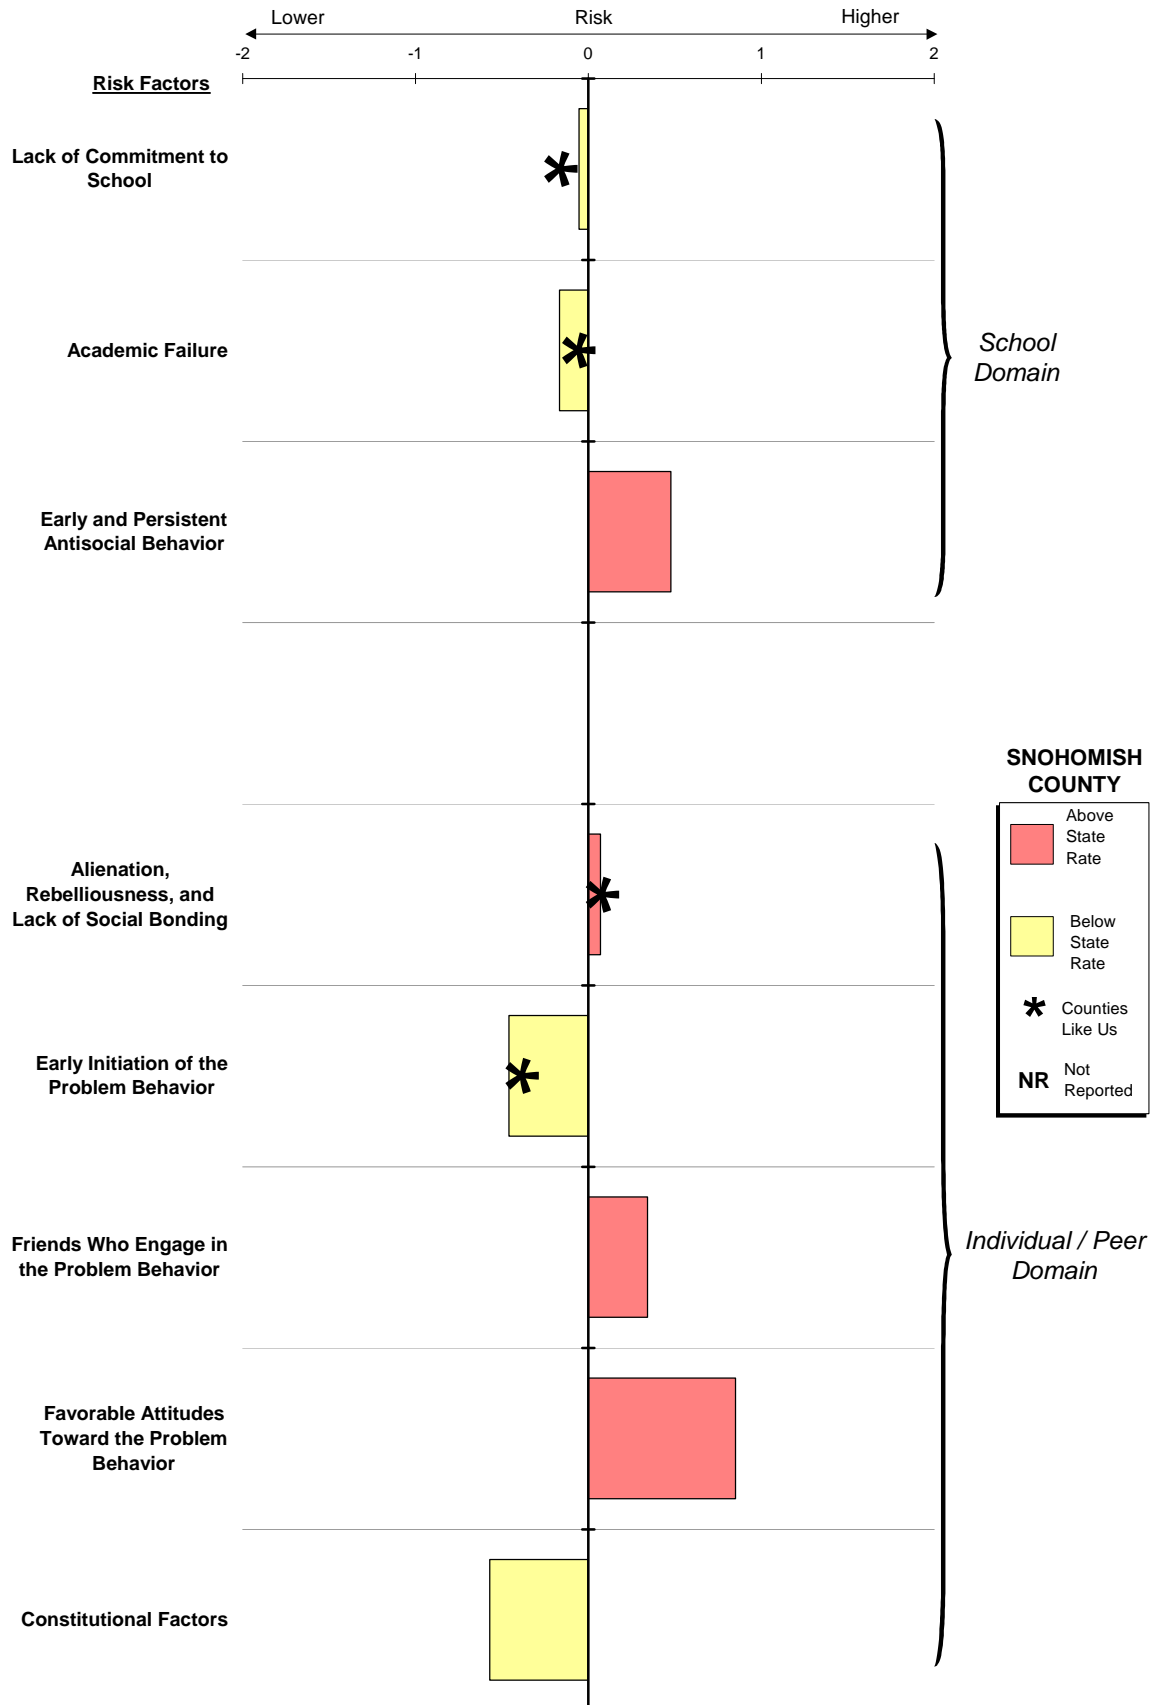 Lower Risk Higher
-2 -1 0 1 2
Risk Factors
Lack of Commitment to
School
Academic Failure
School
Domain
Early and Persistent
Antisocial Behavior
SNOHOMISH
COUNTY
Above
State
Rate
Below
State
Rate
* Counties
Like Us
NR Not
Reported
Alienation,
Rebelliousness, and
Lack of Social Bonding
Early Initiation of the
Problem Behavior
Friends Who Engage in
the Problem Behavior
Individual / Peer
Domain
Favorable Attitudes
Toward the Problem
Behavior
Constitutional Factors